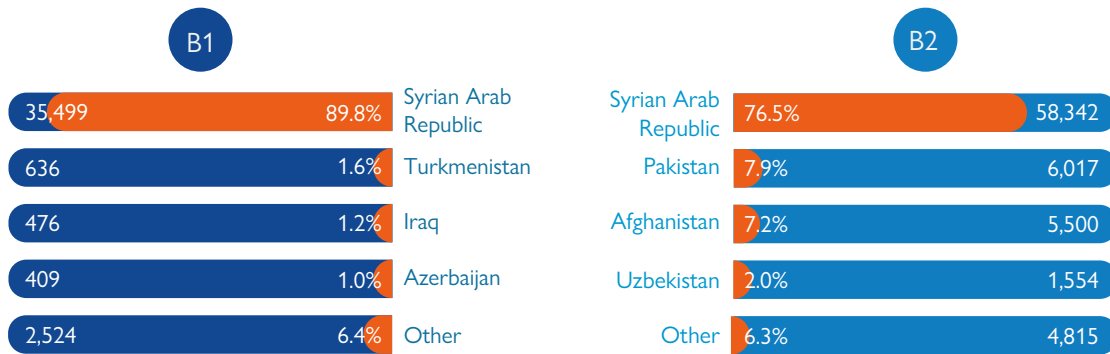 B1
35,499 89.8% Syrian Arab
Republic
636 1.6% Turkmenistan
476 1.2% Iraq
409 1.0% Azerbaijan
2,524 6.4% Other
B2
Syrian Arab
Republic 76.5% 58,342
Pakistan 7.9% 6,017
Afghanistan 7.2% 5,500
Uzbekistan 2.0% 1,554
Other 6.3% 4,815